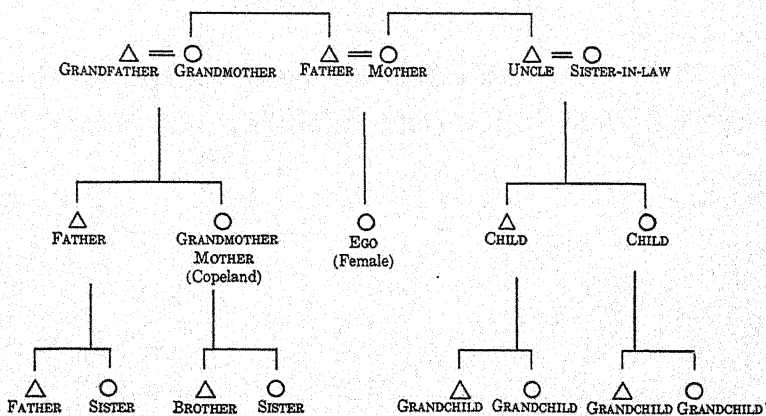 GRANDFATHER GRANDMOTHER FATHER MOTHER UNCLE SISTER-IN-LAW
FATHER GRANDMOTHER EGO CHILD CHILD
MOTHER (Female)
(Copeland)
FATHER SISTER BROTHER SISTER GRANDCHILD GRANDCHILD GRANDCHILD GRANDCHILD